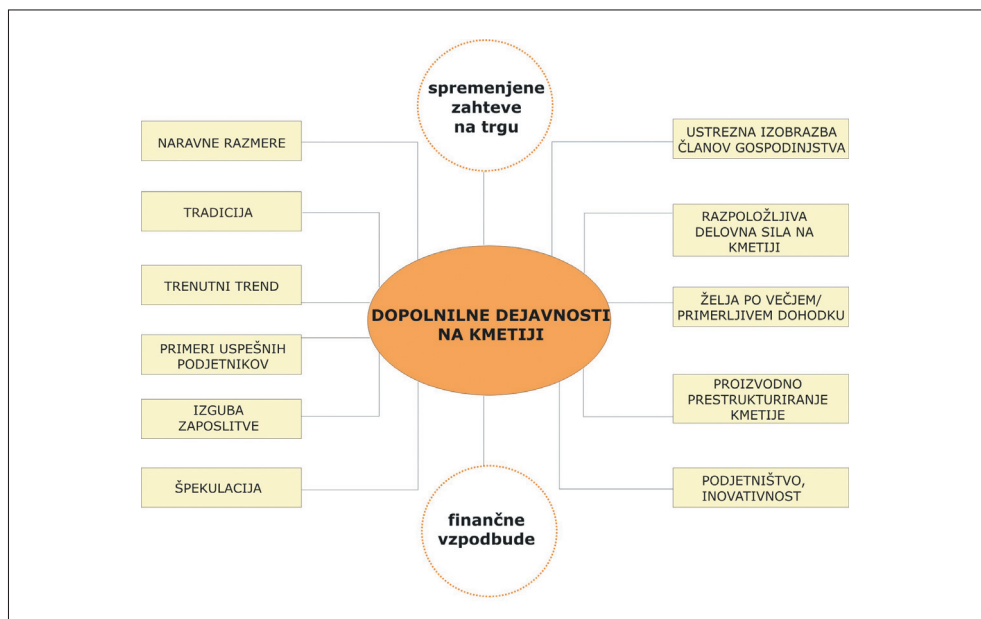 spremenjene
zahteve
na trgu
NARAVNE RAZMERE
TRADICIJA
TRENUTNI TREND
PRIMERI USPEŠNIH
PODJETNIKOV
IZGUBA
ZAPOSLITVE
ŠPEKULACIJA
DOPOLNILNE DEJAVNOSTI
NA KMETIJI
USTREZNA IZOBRAZBA
ČLANOV GOSPODINJSTVA
RAZPOLOŽLJIVA
DELOVNA SILA NA
KMETIJI
ŽELJA PO VEČJEM/
PRIMERLJIVEM DOHODKU
PROIZVODNO
PRESTRUKTURIRANJE
KMETIJE
PODJETNIŠTVO,
INOVATIVNOST
finančne
vzpodbude